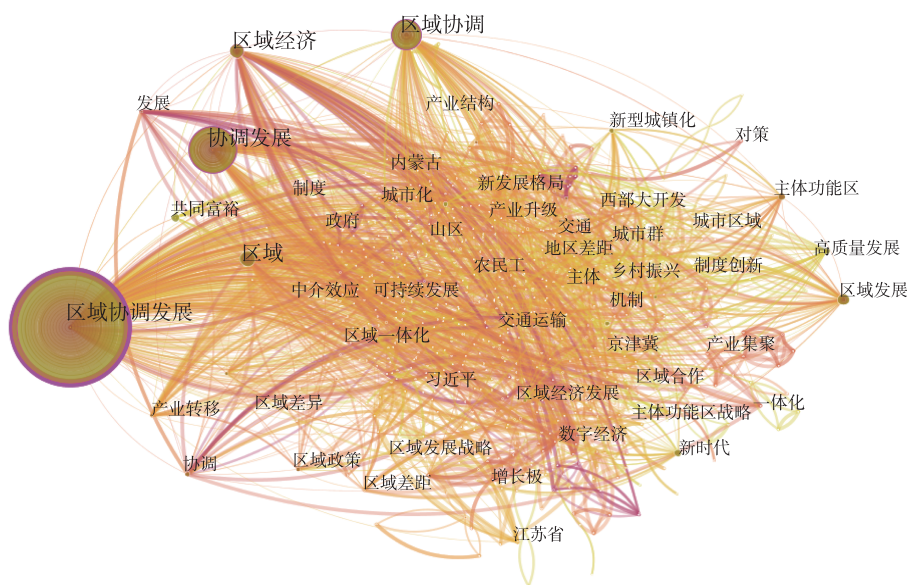 区域协调
区域经济
产业结构
发展
新型城镇化
对策
协调发展
内蒙古
制度
城市化
新发展格局
主体功能区
西部大开发
共同富裕
产业升级
政府
山区
交通
城市群
城市区域
区域
地区差距
高质量发展
农民工
主体
乡村振兴
制度创新
中介效应
可持续发展
机制
区域发展
区域协调发展
交通运输
区域一体化
京津冀
产业集聚
习近平
区域合作
区域经济发展
产业转移
区域差异
主体功能区战略
一体化
数字经济
区域发展战略
新时代
协调
区域政策
区域差距
增长极
江苏省